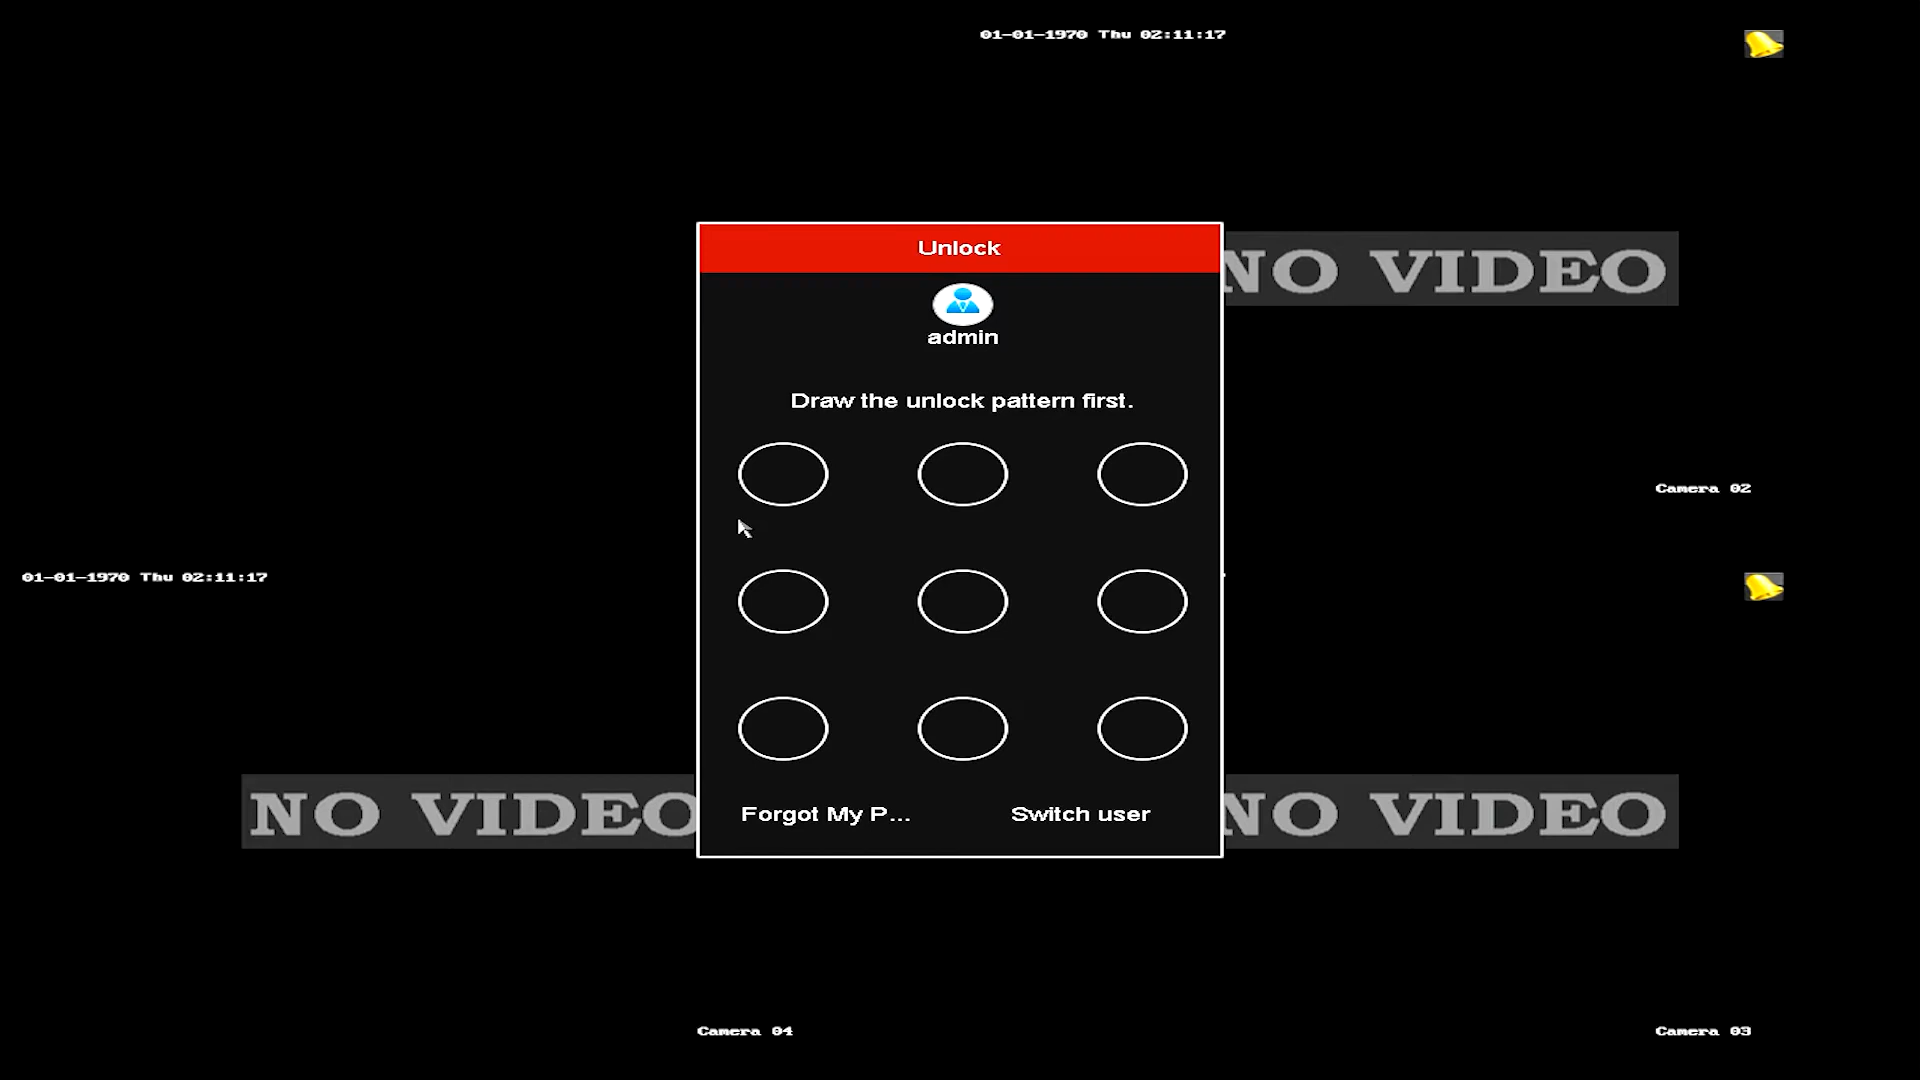 01-01-1970 Thu 02:11:17
Unlock
NO VIDEO
admin
Draw the unlock pattern first.
Camera 02
01-01-1970 Thu 02:11:17
NO VIDEO
Forgot My P...
Switch user
NO VIDEO
Camera 04
Camera 03